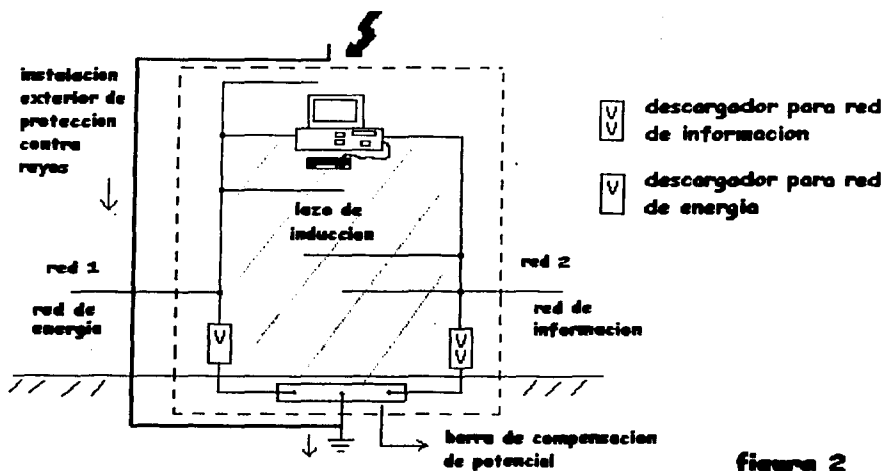 instalacion
exterior de
proteccion
contra
rayos
descargador para red
de informacion
descargador para red
de energia
lazo de
induccion
red 1
red de
energia
red 2
red de
informacion
V
V
V
V
V
V
barra de compensacion
de potencial
figura 2